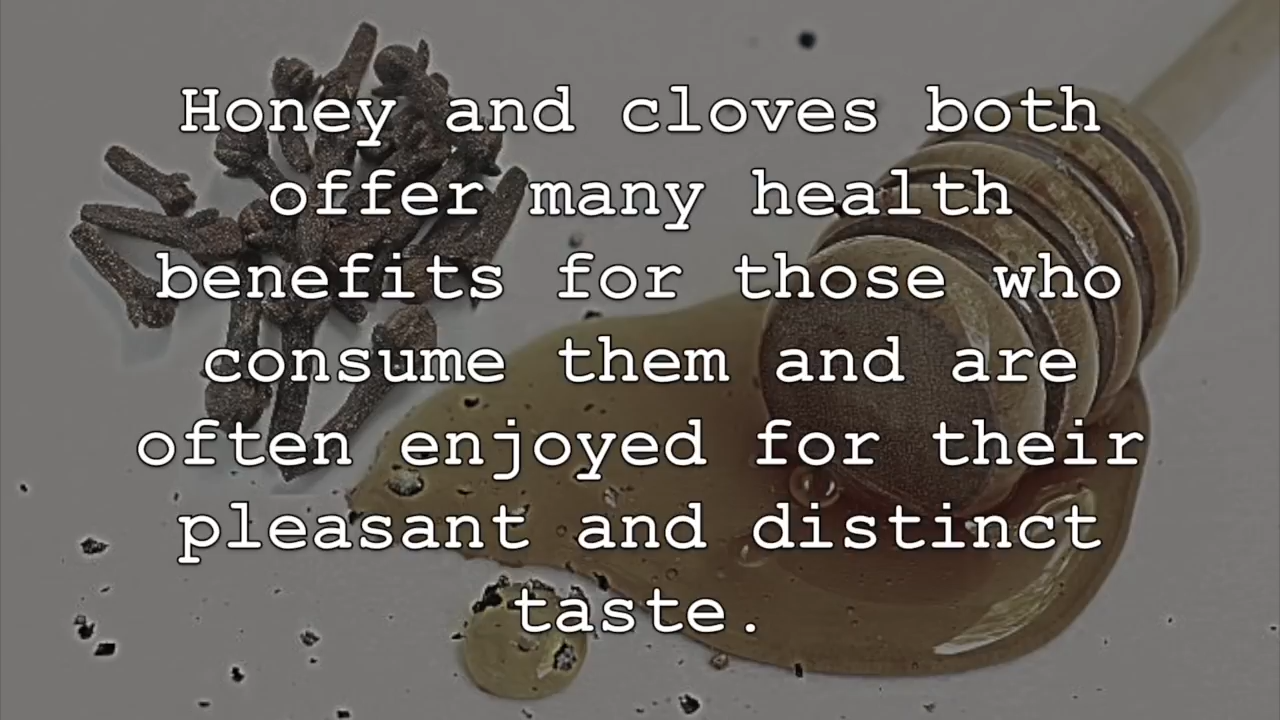 Honey and cloves both
offer many health
benefits for those who
consume them and are
often enjoyed for their
pleasant and distinct
taste.